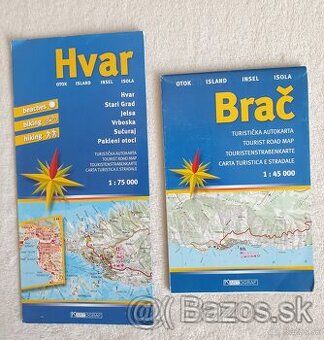 Hvar
OTOK ISLAND INSEL ISOLA
beaches
biking
hiking
Hvar
Stari Grad
Jelsa
Vrboska
Sućuraj
Pakleni otoci
TURISTIČKA AUTOKARTA
TOURIST ROAD MAP
TOURISTENSTRAßENKARTE
CARTA TURISTICA E STRADALE
1 : 75 000
OTOK ISLAND INSEL ISOLA
Brač
TURISTIČKA AUTOKARTA
TOURIST ROAD MAP
TOURISTENSTRAßENKARTE
CARTA TURISTICA E STRADALE
1 : 45 000
Bazos.sk